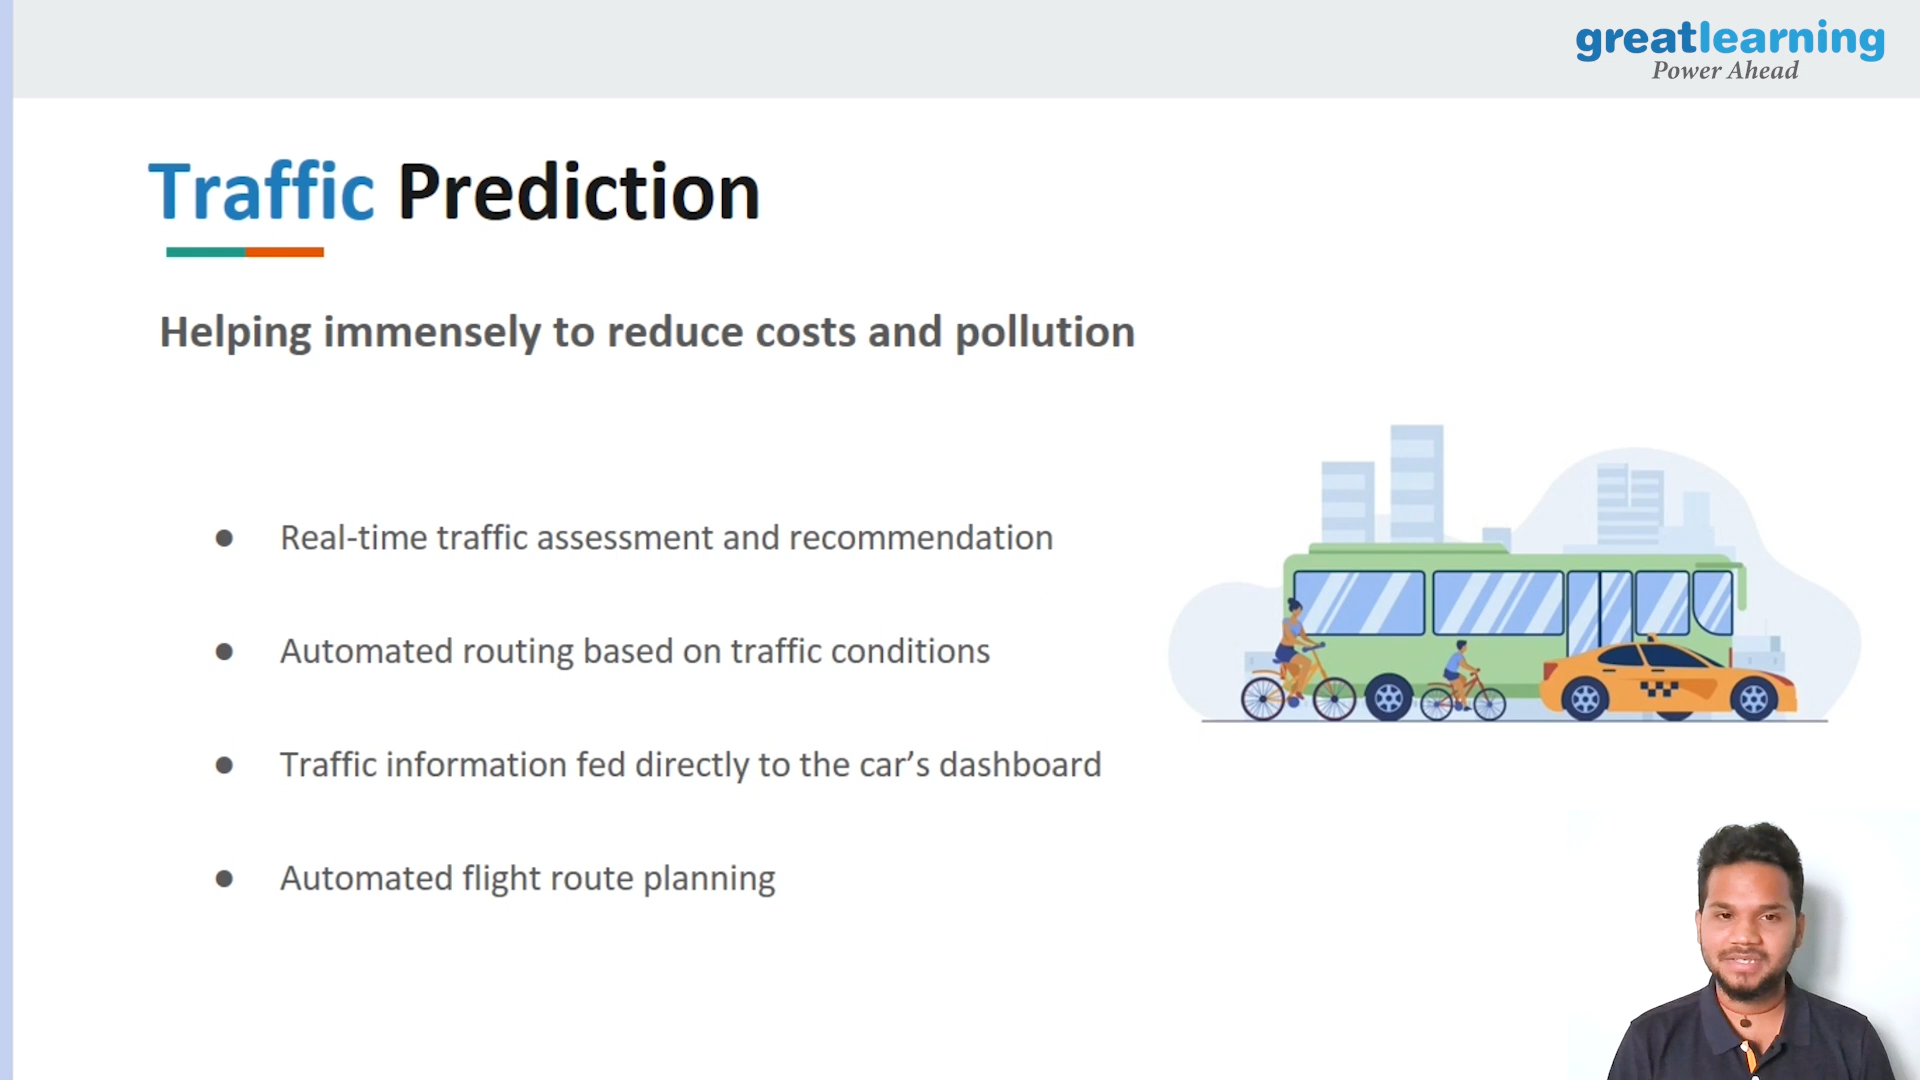 greatlearning
Power Ahead
Traffic Prediction
Helping immensely to reduce costs and pollution
● Real-time traffic assessment and recommendation
● Automated routing based on traffic conditions
● Traffic information fed directly to the car’s dashboard
● Automated flight route planning